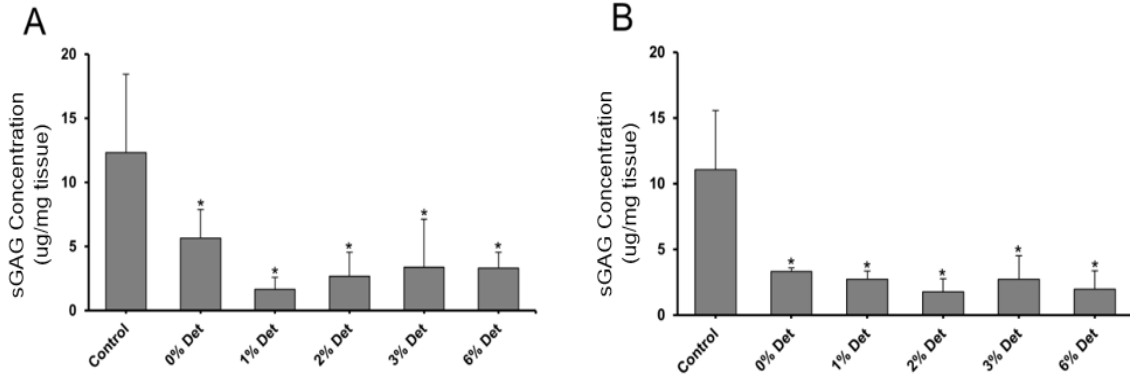 A
sGAG Concentration
(ug/mg tissue)
20
15
10
5
0
*
*
*
*
*
Control
0% Det
1% Det
2% Det
3% Det
6% Det
B
sGAG Concentration
(ug/mg tissue)
20
15
10
5
0
*
*
*
*
*
Control
0% Det
1% Det
2% Det
3% Det
6% Det